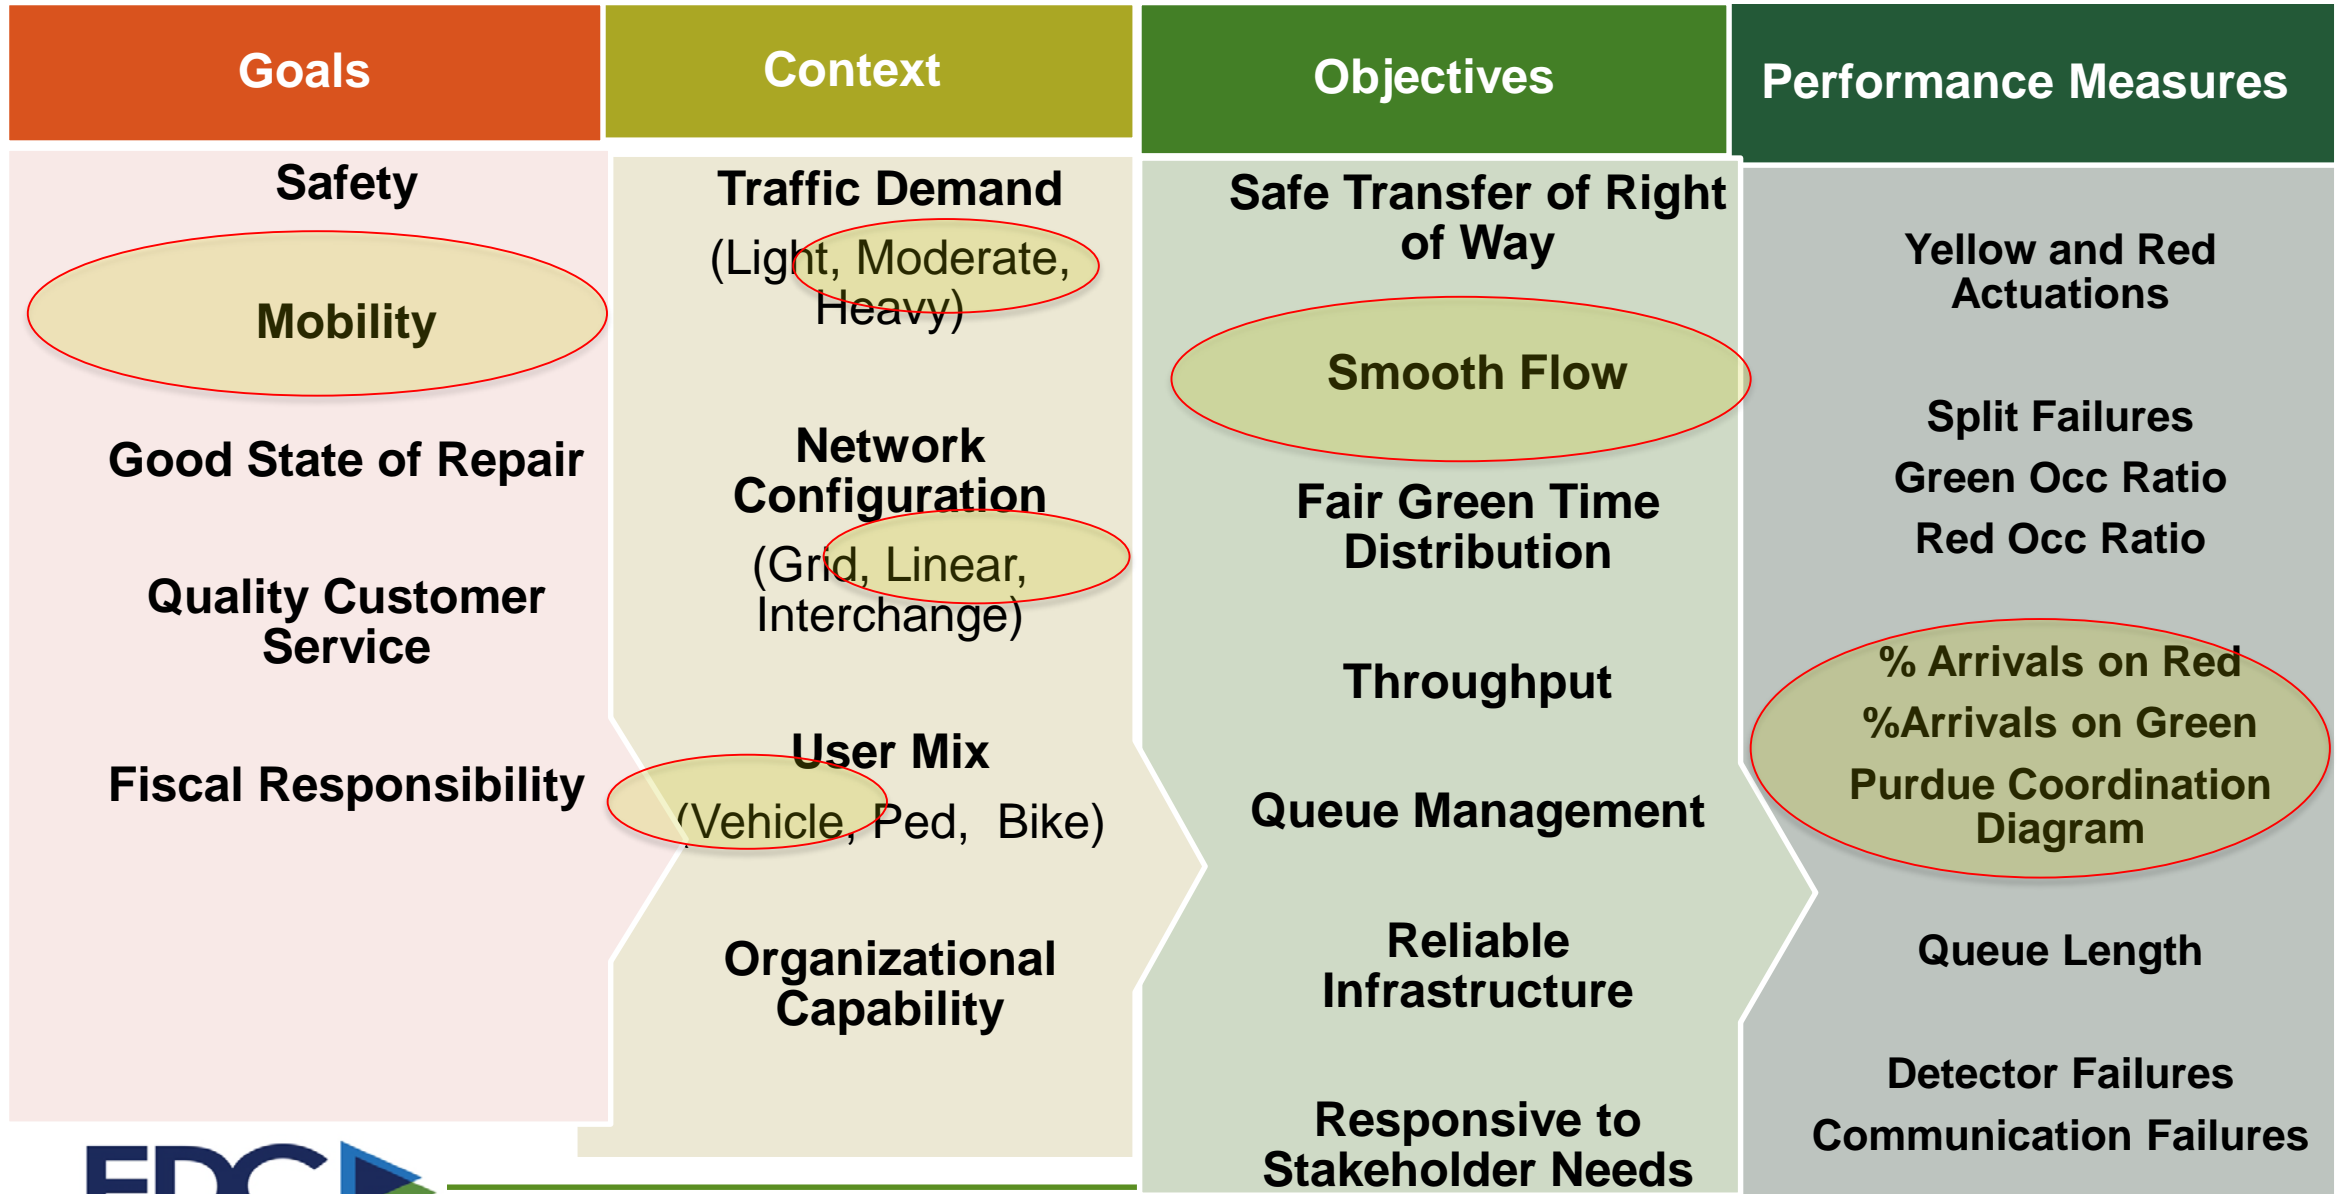 Goals
Context
Objectives
Performance Measures
Safety
Mobility
Good State of Repair
Quality Customer
Service
Fiscal Responsibility
Traffic Demand
(Light, Moderate,
Heavy)
Network
Configuration
(Grid, Linear,
Interchange)
User Mix
(Vehicle, Ped,  Bike)
Organizational
Capability
Safe Transfer of Right
of Way
Smooth Flow
Fair Green Time
Distribution
Throughput
Queue Management
Reliable
Infrastructure
Responsive to
Stakeholder Needs
Yellow and Red
Actuations
Split Failures
Green Occ Ratio
Red Occ Ratio
% Arrivals on Red
%Arrivals on Green
Purdue Coordination
Diagram
Queue Length
Detector Failures
Communication Failures
EDC